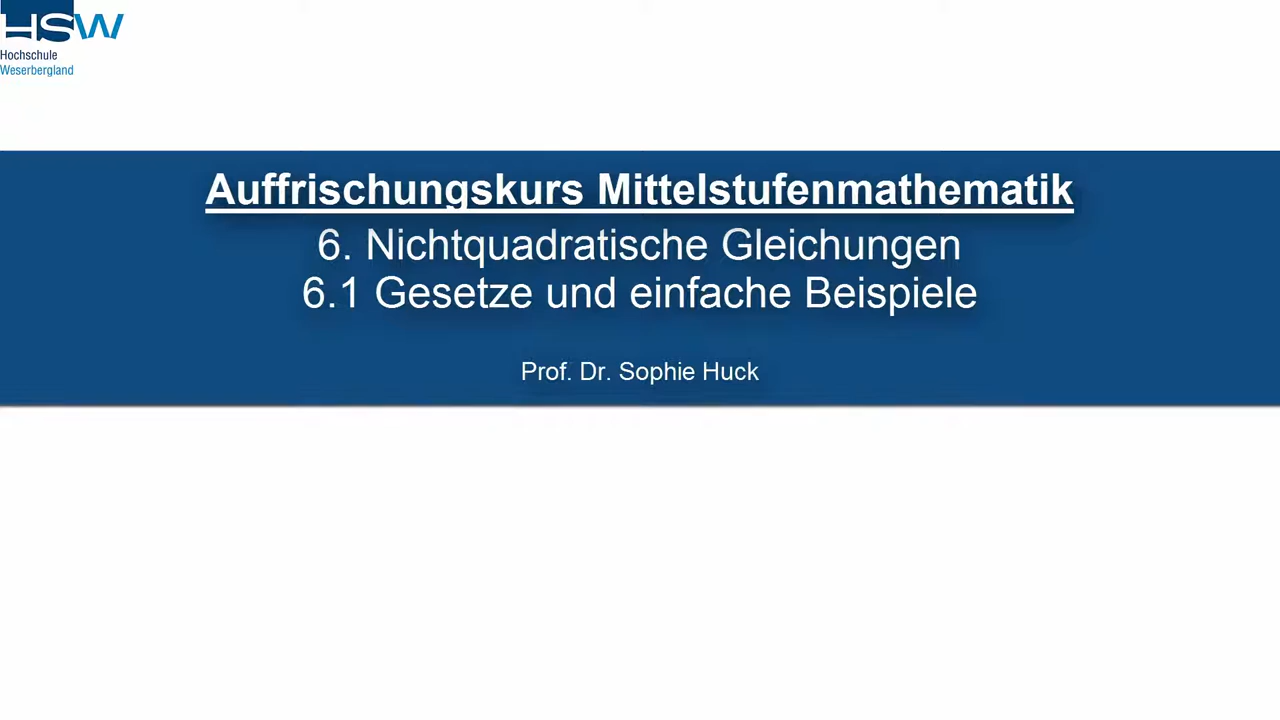 HSW
Hochschule
Weserbergland
Auffrischungskurs Mittelstufenmathematik
6. Nichtquadratische Gleichungen
6.1 Gesetze und einfache Beispiele
Prof. Dr. Sophie Huck